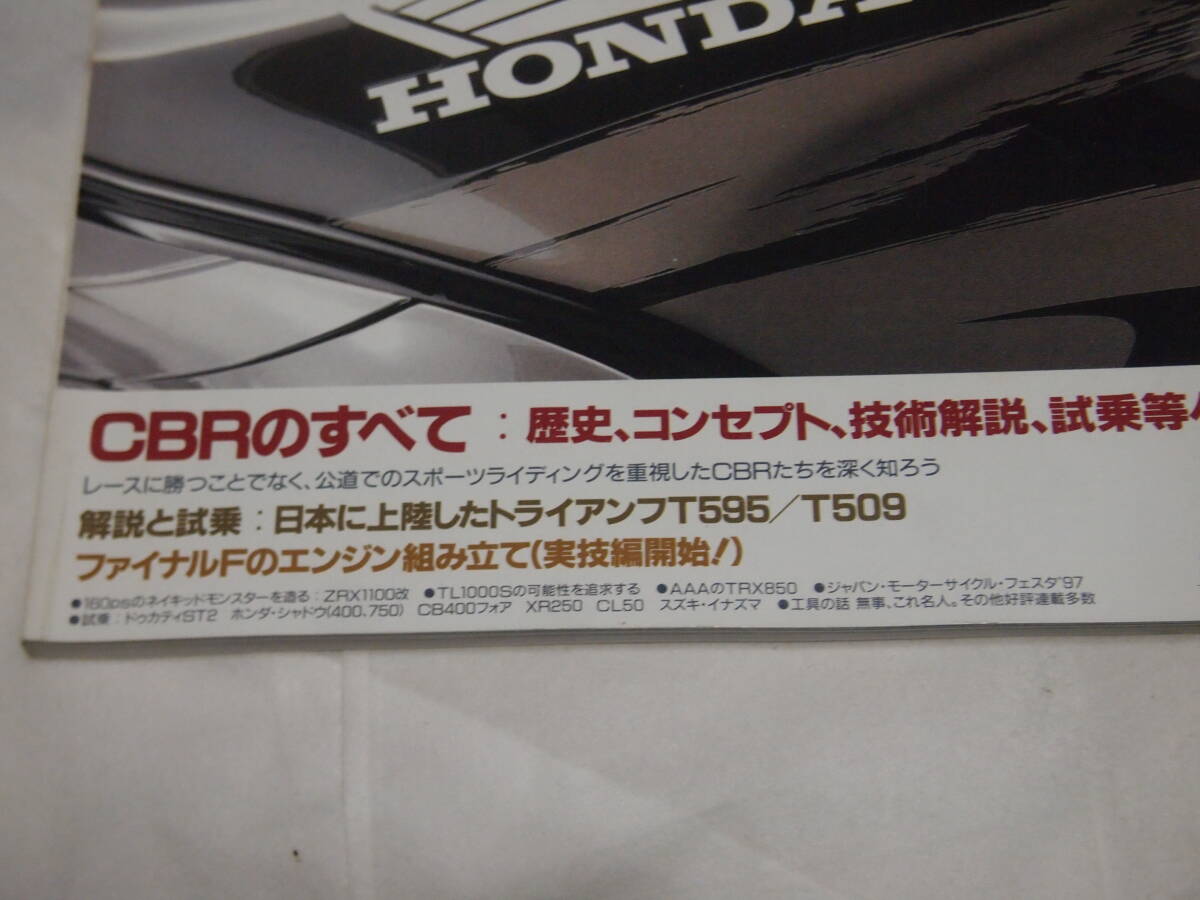 HONDA
CBRのすべて：歴史、コンセプト、技術解説、試乗等
レースに勝つことでなく、公道でのスポーツライディングを重視したCBRたちを深く知ろう
解説と試乗：日本に上陸したトライアンフT595／T509
ファイナルFのエンジン組み立て(実技編開始！)
●160psのネイキッドモンスターを造る：ZRX1100改 ●TL1000Sの可能性を追求する ●AAAのTRX850 ●ジャパン・モーターサイクル・フェスタ'97
●試乗：ドゥカティST2 ホンダ・シャドウ(400、750) CB400フォア XR250 CL50 スズキ・イナズマ ●工具の話 無事、これ名人。その他好評連載多数